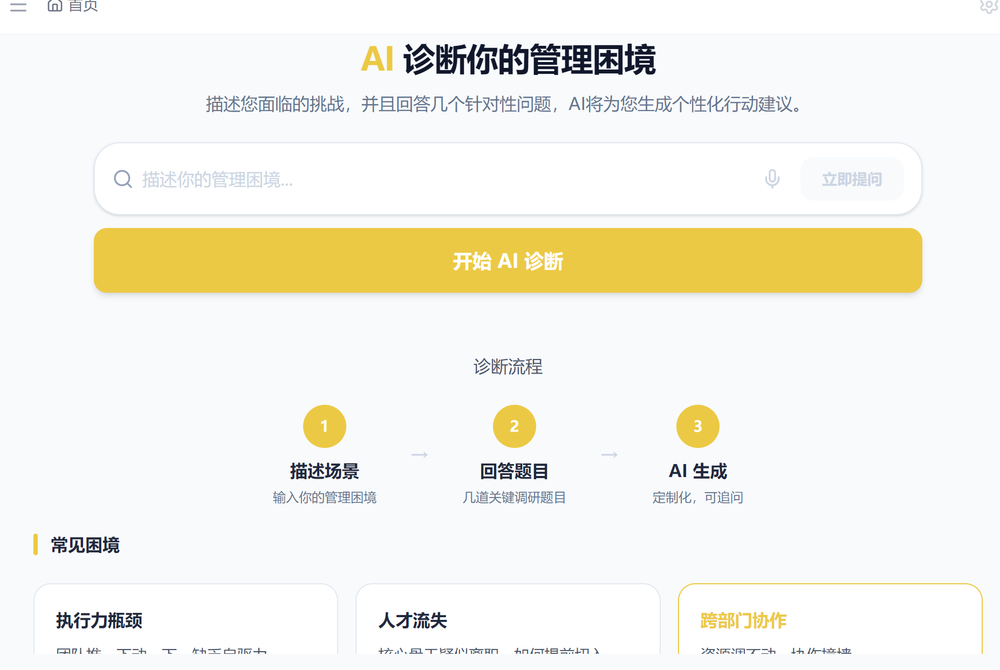 首页
AI 诊断你的管理困境
描述您面临的挑战，并且回答几个针对性问题，AI将为您生成个性化行动建议。
描述你的管理困境...
立即提问
开始 AI 诊断
诊断流程
1
2
3
→
→
描述场景
回答题目
AI 生成
输入你的管理困境
几道关键调研题目
定制化，可追问
常见困境
执行力瓶颈
人才流失
跨部门协作